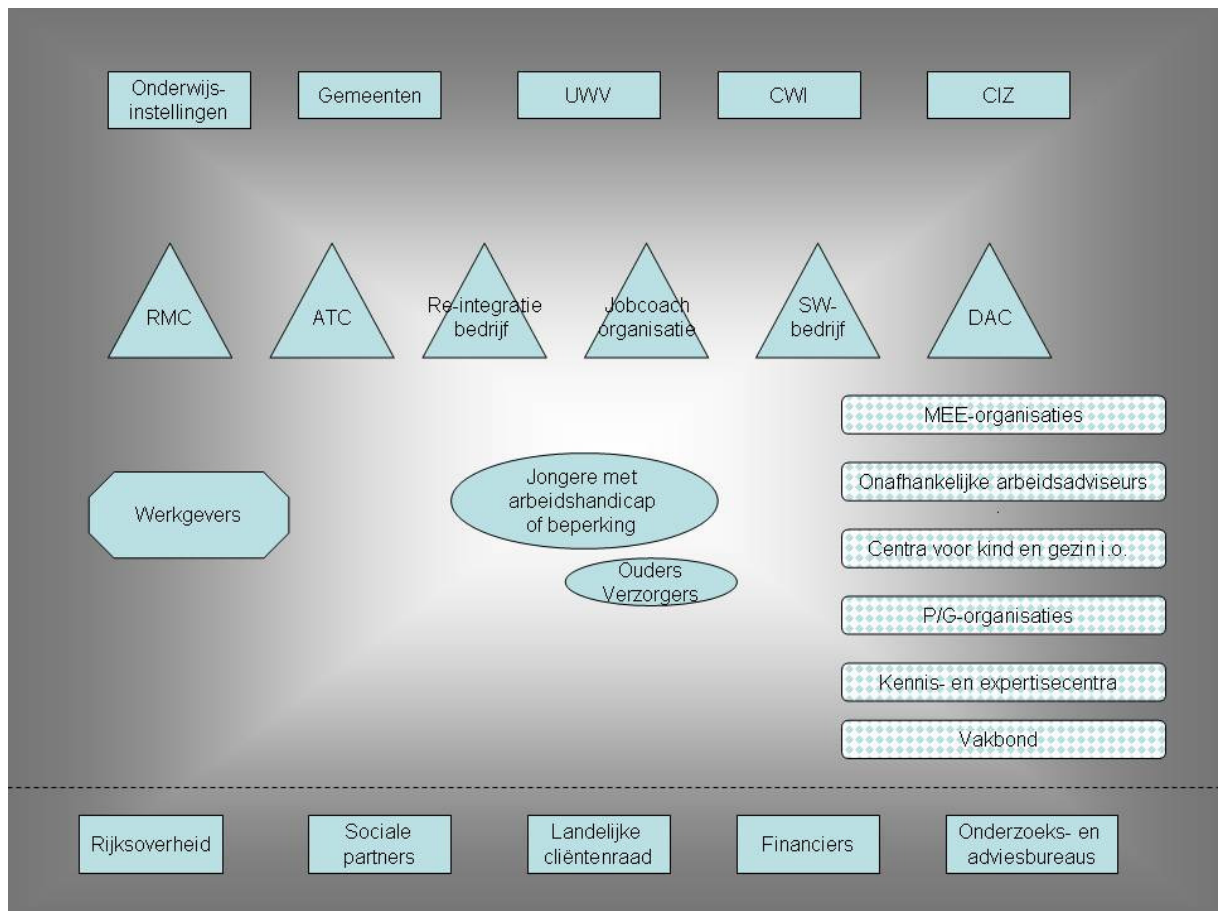 Onderwijs-
instellingen
Gemeenten
UWV
CWI
CIZ
RMC
ATC
Re-integratie
bedrijf
Jobcoach
organisatie
SW-
bedrijf
DAC
MEE-organisaties
Onafhankelijke arbeidsadviseurs
.
Centra voor kind en gezin i.o.
P/G-organisaties
Kennis- en expertisecentra
Vakbond
Werkgevers
Jongere met
arbeidshandicap
of beperking
Ouders
Verzorgers
Rijksoverheid
Sociale
partners
Landelijke
cliëntenraad
Financiers
Onderzoeks- en
adviesbureaus